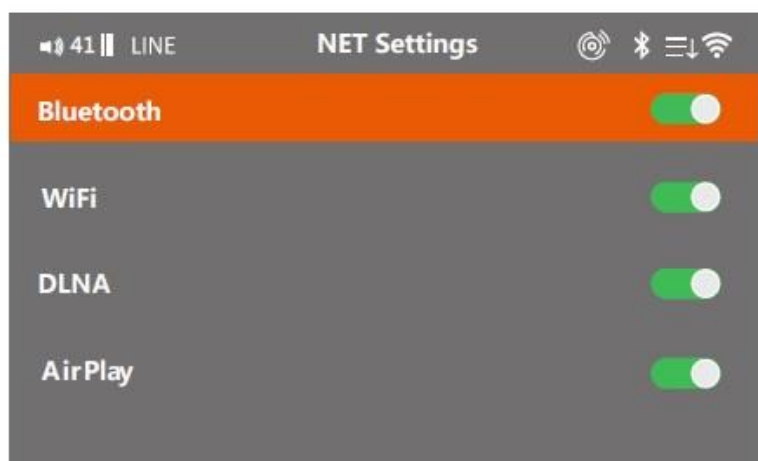 41 LINE NET Settings
Bluetooth
WiFi
DLNA
AirPlay